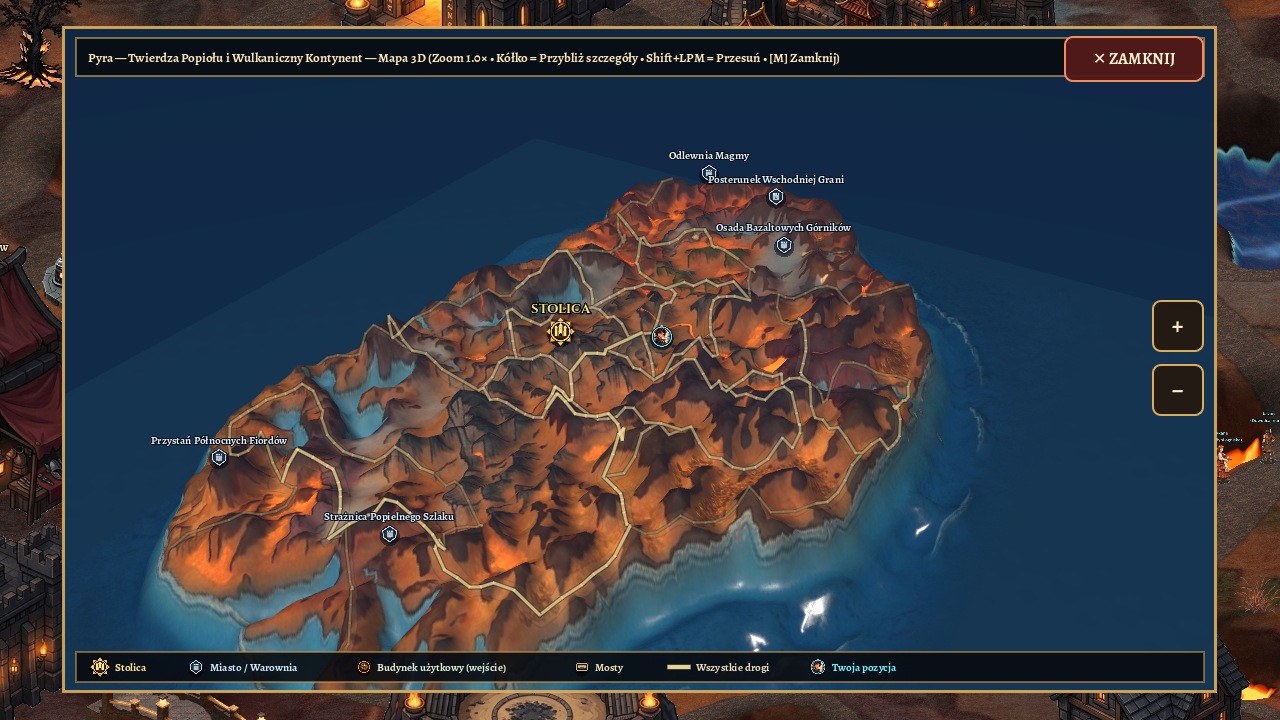 Pyra — Twierdza Popiołu i Wulkaniczny Kontynent — Mapa 3D (Zoom 1.0× • Kółko = Przybliż szczegóły • Shift+LPM = Przesuń • [M] Zamknij)
✕ ZAMKNIJ
Odlewnia Magmy
Posterunek Wschodniej Grani
Osada Bazaltowych Górników
STOLICA
+
−
Przystań Północnych Fiordów
Strażnica Popielnego Szlaku
Stolica
Miasto / Warownia
Budynek użytkowy (wejście)
Mosty
Wszystkie drogi
Twoja pozycja